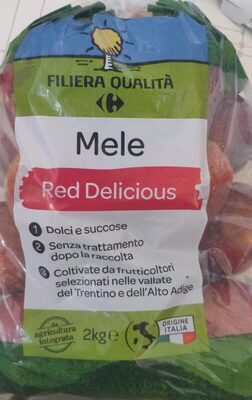 FILIERA QUALITÀ
Mele
Red Delicious
1 Dolci e succose
2 Senza trattamento
dopo la raccolta
3 Coltivate da frutticoltori
selezionati nelle vallate
del Trentino e dell'Alto Adige
da
agricoltura
integrata
2kg e
ORIGINE
ITALIA